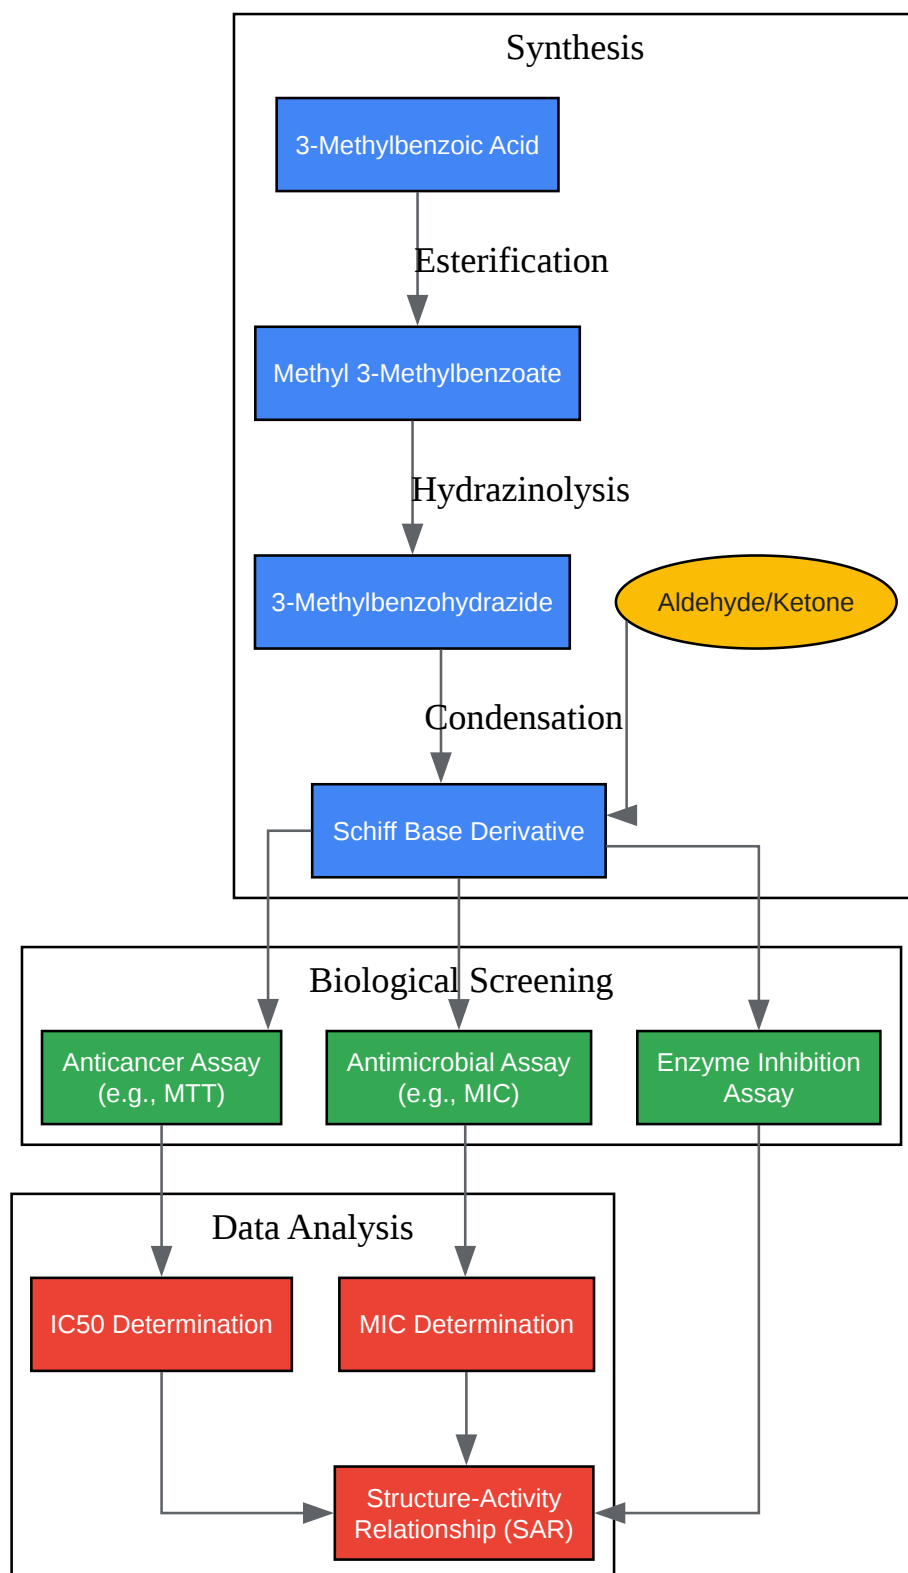 Synthesis
3-Methylbenzoic Acid
Esterification
Methyl 3-Methylbenzoate
Hydrazinolysis
3-Methylbenzohydrazide
Aldehyde/Ketone
Condensation
Schiff Base Derivative
Biological Screening
Anticancer Assay
(e.g., MTT)
Antimicrobial Assay
(e.g., MIC)
Enzyme Inhibition
Assay
Data Analysis
IC50 Determination
MIC Determination
Structure-Activity
Relationship (SAR)